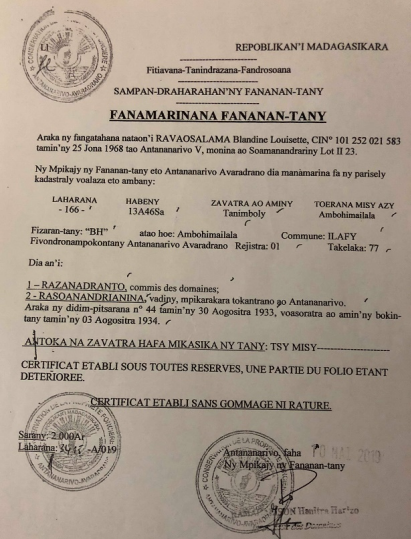 REPOBLIKAN'I MADAGASIKARA
Fitiavana-Tanindrazana-Fandrosoana
SAMPAN-DRAHARAHAN'NY FANANAN-TANY
FANAMARINANA FANANAN-TANY
Araka ny fangatahana nataon'i RAVAOSALAMA Blandine Louisette, CIN° 101 252 021 583
tamin'ny 25 Jona 1968 tao Antananarivo V, monina ao Soamanandrariny Lot II 23.
Ny Mpikajy ny Fananan-tany eto Antananarivo Avaradrano dia manamarina fa ny parisely
kadastraly voalaza eto ambany:
LAHARANA HABENY ZAVATRA AO AMINY TOERANA MISY AZY
- 166 - 13A46Sa Tanimboly Ambohimailala
Fizaran-tany: "BH" atao hoe: Ambohimailala Commune: ILAFY
Fivondronampokontany Antananarivo Avaradrano Rejistra: 01 Takelaka: 77
Dia an'i:
1 – RAZANADRANTO, commis des domaines;
2 - RASOANANDRIANINA, vadiny, mpikarakara tokantrano ao Antananarivo.
Araka ny didim-pitsarana n° 44 tamin'ny 30 Aogositra 1933, voasoratra ao amin'ny bokin-
tany tamin'ny 03 Aogositra 1934.
ANTOKA NA ZAVATRA HAFA MIKASIKA NY TANY: TSY MISY--------------------
CERTIFICAT ETABLI SOUS TOUTES RESERVES, UNE PARTIE DU FOLIO ETANT
DETERIOREE.
CERTIFICAT ETABLI SANS GOMMAGE NI RATURE.
Sarany: 2 000Ar
Laharana: -A/019
Antananarivo, faha
Ny Mpikajy ny Fananan-tany